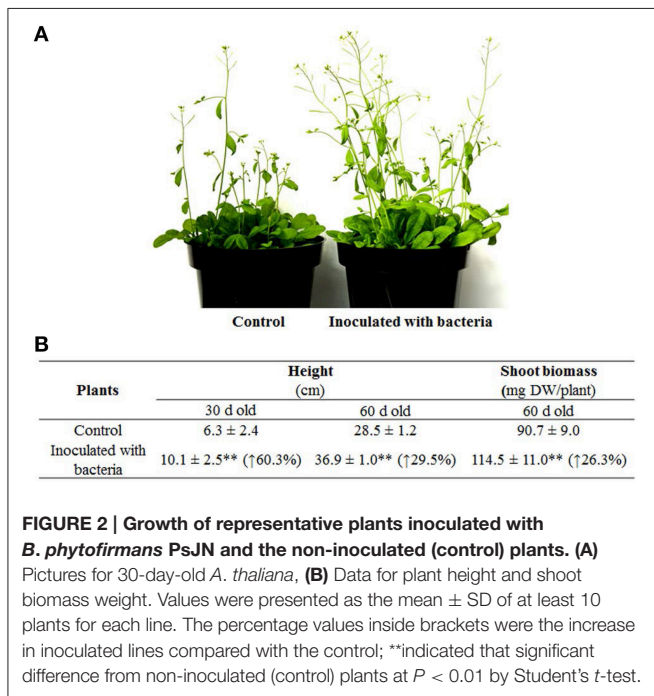 A
Control Inoculated with bacteria
B
Plants Height (cm) Shoot biomass (mg DW/plant)
30 d old 60 d old 60 d old
Control 6.3 ± 2.4 28.5 ± 1.2 90.7 ± 9.0
Inoculated with bacteria 10.1 ± 2.5** (↑60.3%) 36.9 ± 1.0** (↑29.5%) 114.5 ± 11.0** (↑26.3%)
FIGURE 2 | Growth of representative plants inoculated with
B. phytofirmans PsJN and the non-inoculated (control) plants. (A)
Pictures for 30-day-old A. thaliana, (B) Data for plant height and shoot
biomass weight. Values were presented as the mean ± SD of at least 10
plants for each line. The percentage values inside brackets were the increase
in inoculated lines compared with the control; **indicated that significant
difference from non-inoculated (control) plants at P < 0.01 by Student's t-test.